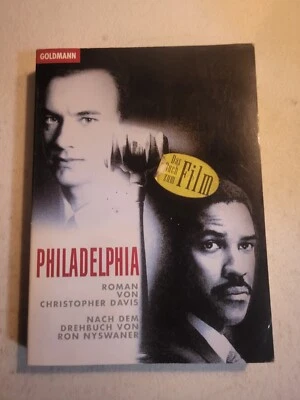 GOLDMANN
Das
Buch
zum
Film
PHILADELPHIA
ROMAN
VON
CHRISTOPHER DAVIS
NACH DEM
DREHBUCH VON
RON NYSWANER